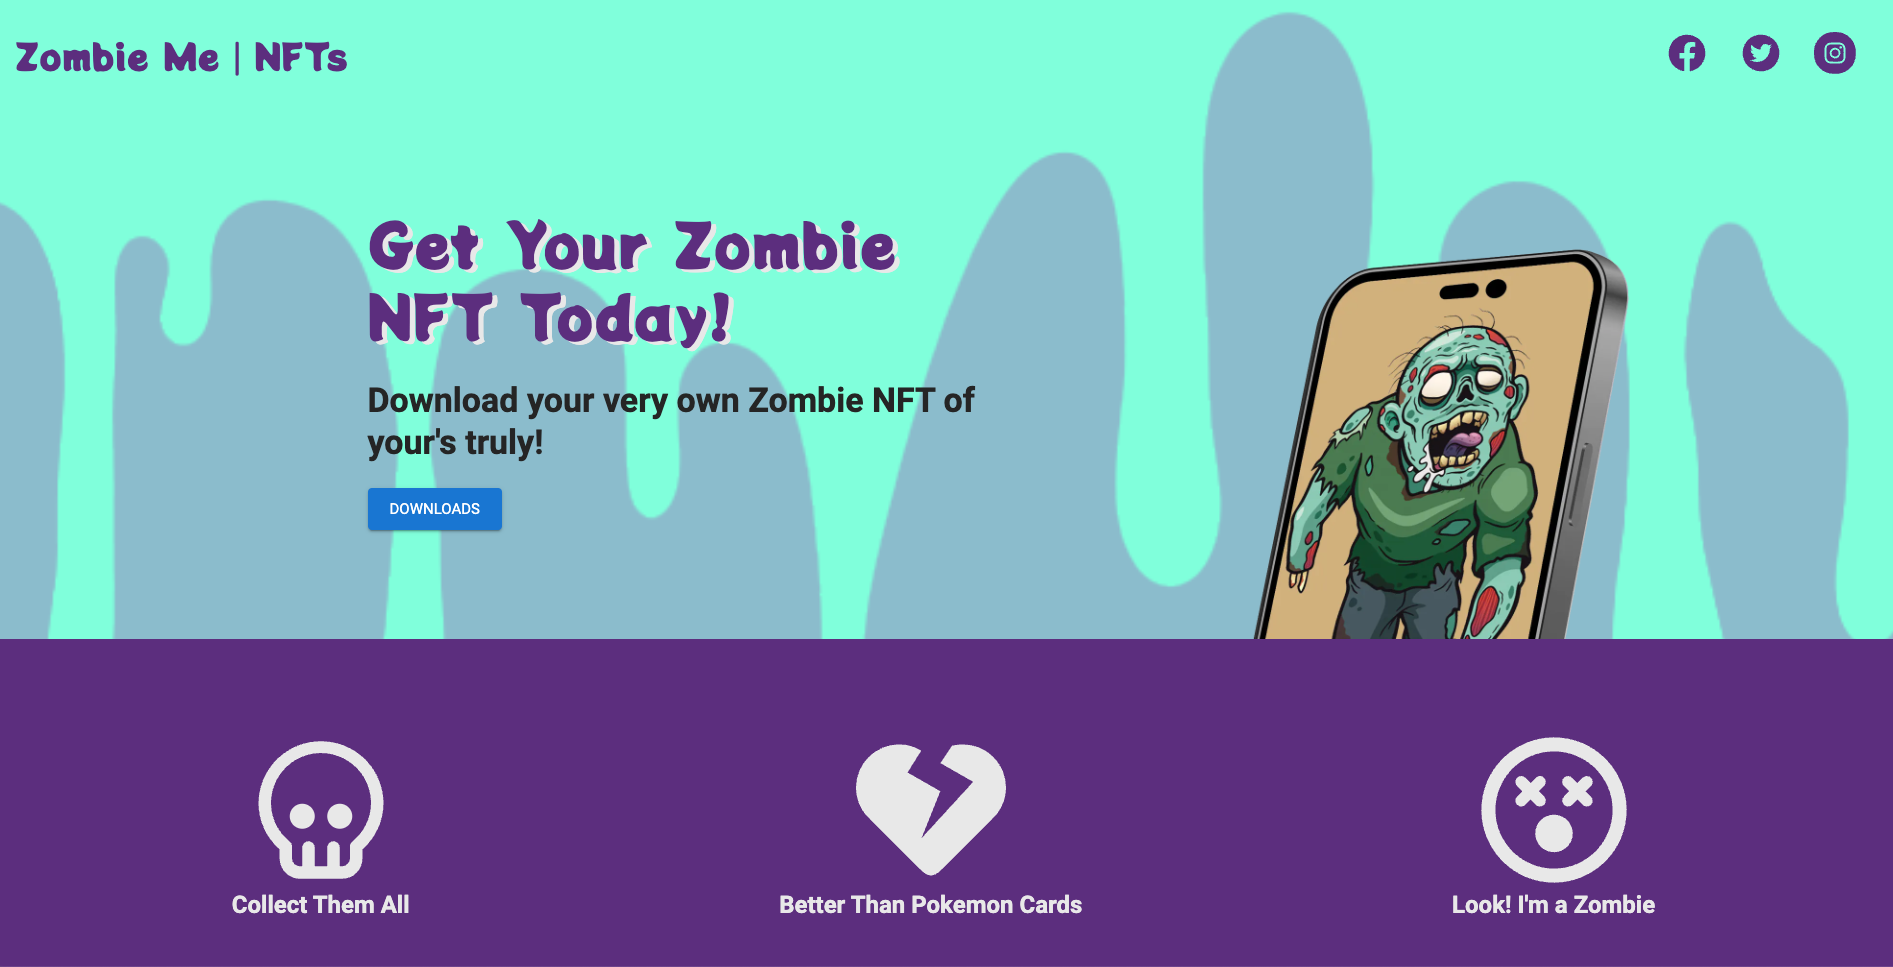 Zombie Me | NFTs
Get Your Zombie
NFT Today!
Download your very own Zombie NFT of
your's truly!
DOWNLOADS
Collect Them All
Better Than Pokemon Cards
Look! I'm a Zombie